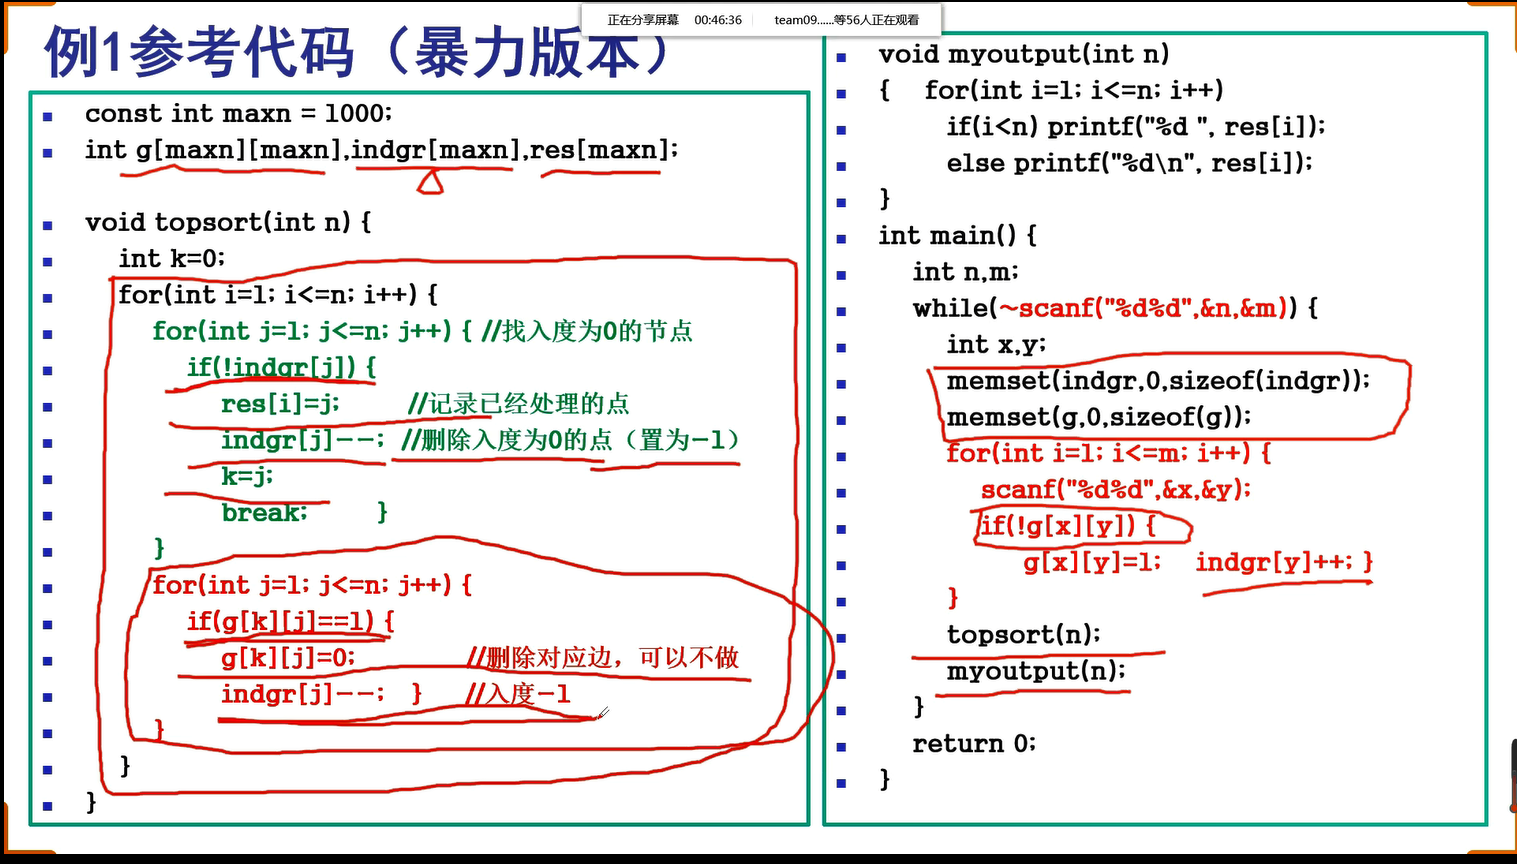 正在分享屏幕 00:46:36 team09......等56人正在观看
例1参考代码（暴力版本）
const int maxn = 1000;
int g[maxn][maxn],indgr[maxn],res[maxn];
void topsort(int n) {
int k=0;
for(int i=1; i<=n; i++) {
for(int j=1; j<=n; j++) { //找入度为0的节点
if(!indgr[j]) {
res[i]=j; //记录已经处理的点
indgr[j]--; //删除入度为0的点（置为-1）
k=j;
break; }
}
for(int j=1; j<=n; j++) {
if(g[k][j]==1) {
g[k][j]=0; //删除对应边，可以不做
indgr[j]--; } //入度-1
}
}
}
void myoutput(int n)
{ for(int i=1; i<=n; i++)
if(i<n) printf("%d ", res[i]);
else printf("%d\n", res[i]);
}
int main() {
int n,m;
while(~scanf("%d%d",&n,&m)) {
int x,y;
memset(indgr,0,sizeof(indgr));
memset(g,0,sizeof(g));
for(int i=1; i<=m; i++) {
scanf("%d%d",&x,&y);
if(!g[x][y]) {
g[x][y]=1; indgr[y]++; }
}
topsort(n);
myoutput(n);
}
return 0;
}